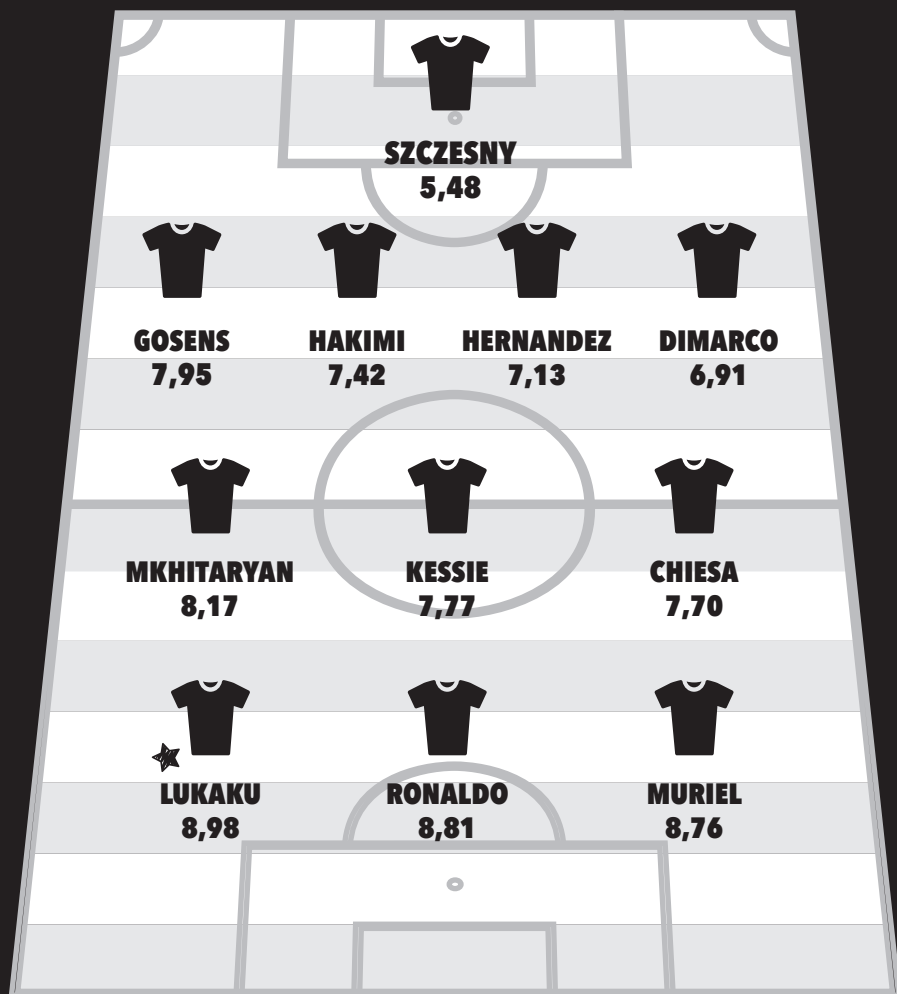 SZCZESNY
5,48
GOSENS
7,95
HAKIMI
7,42
HERNANDEZ
7,13
DIMARCO
6,91
MKHITARYAN
8,17
KESSIE
7,77
CHIESA
7,70
LUKAKU
8,98
RONALDO
8,81
MURIEL
8,76